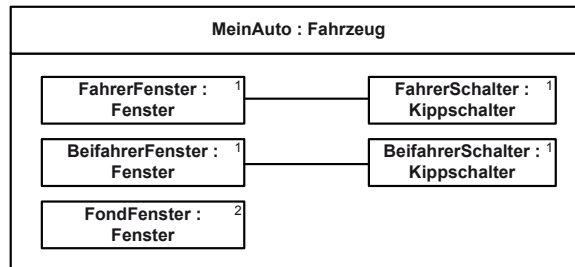 MeinAuto : Fahrzeug
FahrerFenster : 1
Fenster
FahrerSchalter : 1
Kippschalter
BeifahrerFenster : 1
Fenster
BeifahrerSchalter : 1
Kippschalter
FondFenster : 2
Fenster